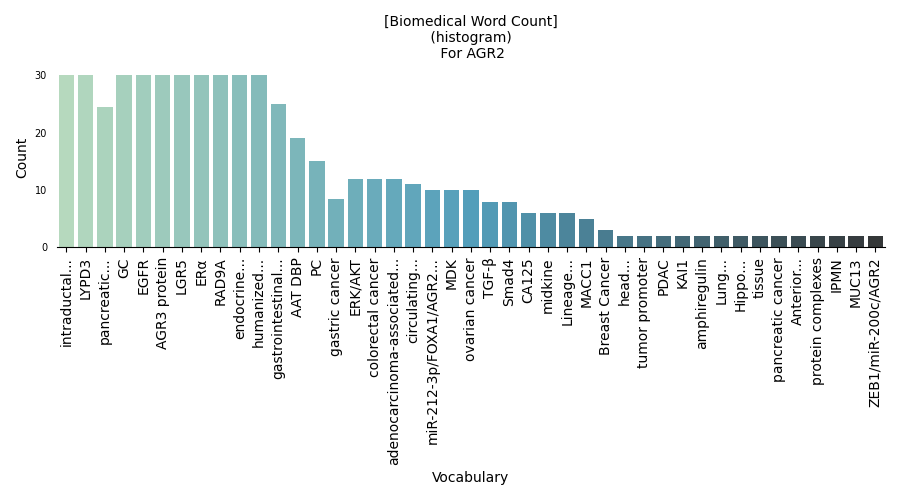 [Biomedical Word Count]
(histogram)
For AGR2
Count
30
20
10
0
intraductal...
LYPD3
pancreatic...
GC
EGFR
AGR3 protein
LGR5
ERα
RAD9A
endocrine...
humanized...
gastrointestinal...
AAT DBP
PC
gastric cancer
ERK/AKT
colorectal cancer
adenocarcinoma-associated...
circulating...
miR-212-3p/FOXA1/AGR2...
MDK
ovarian cancer
TGF-β
Smad4
CA125
midkine
Lineage...
MACC1
Breast Cancer
head...
tumor promoter
PDAC
KAI1
amphiregulin
Lung...
Hippo...
tissue
pancreatic cancer
Anterior...
protein complexes
IPMN
MUC13
ZEB1/miR-200c/AGR2
Vocabulary